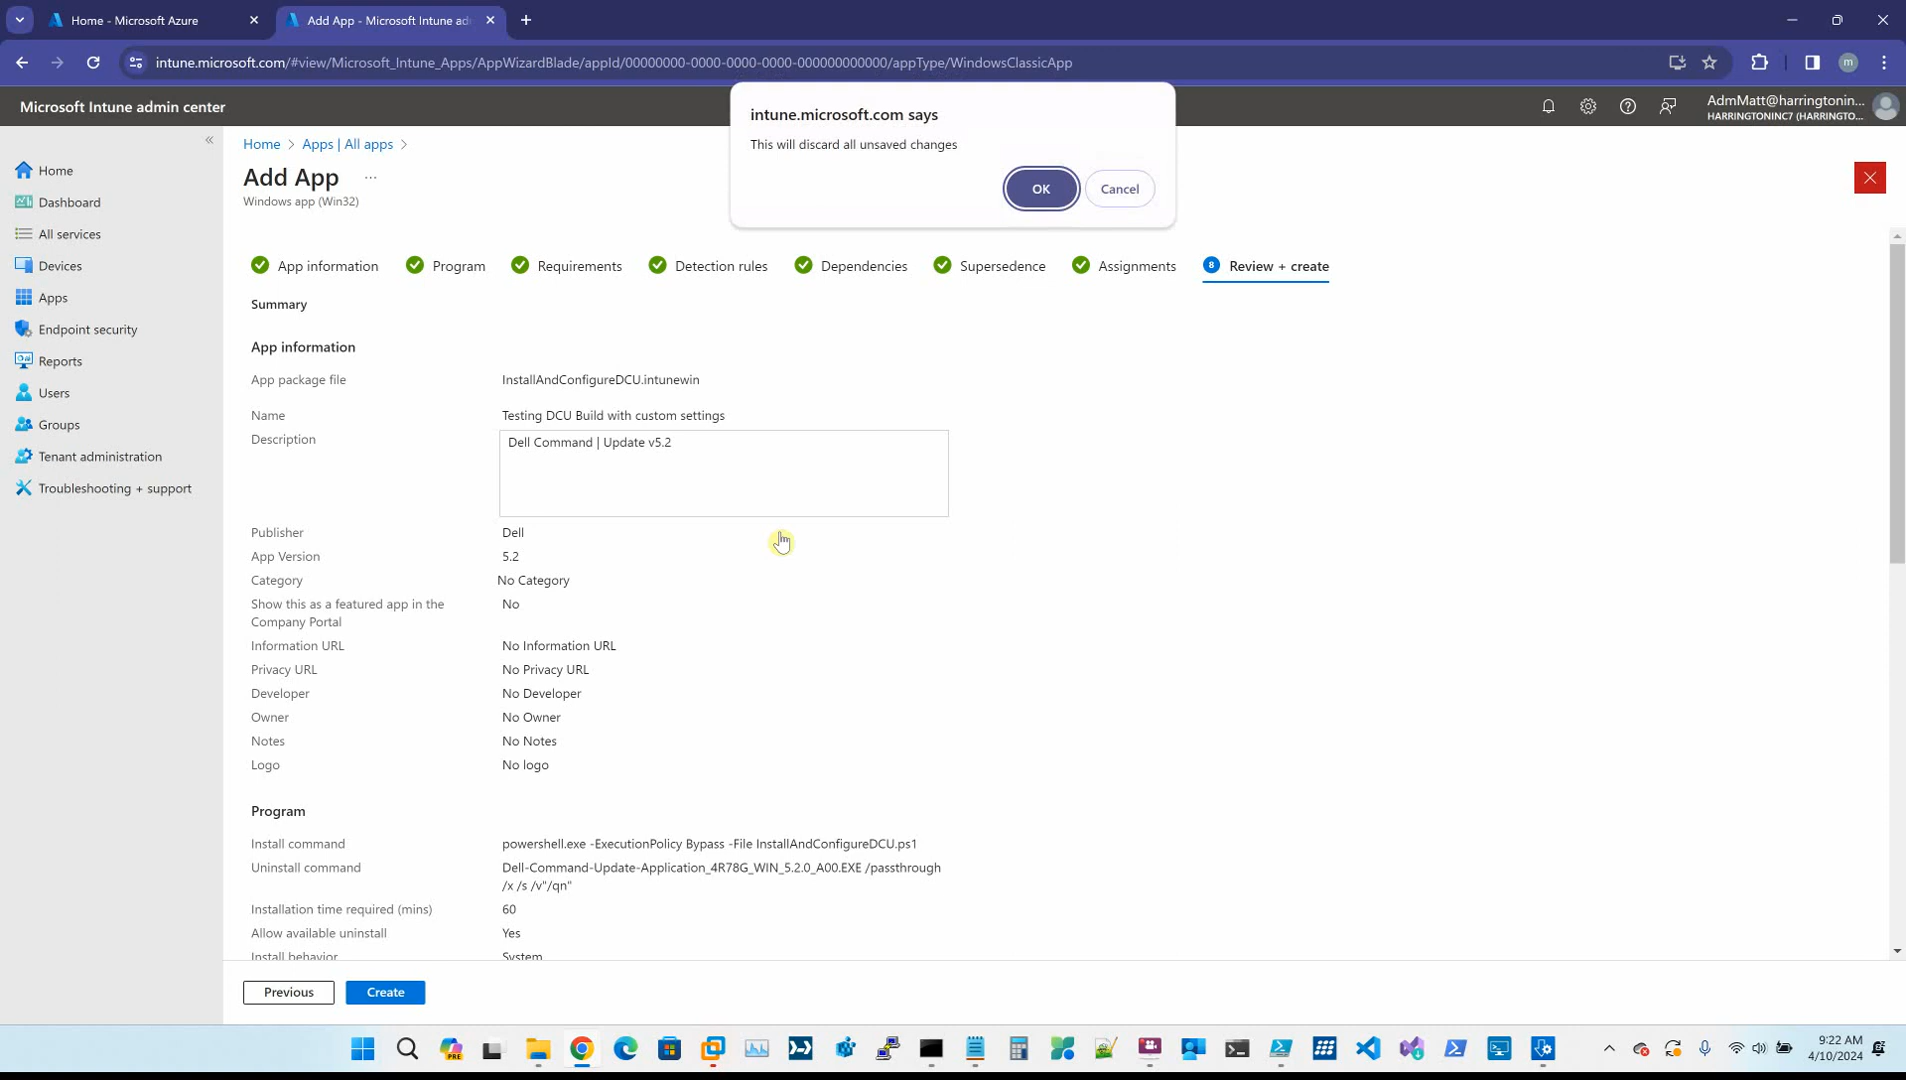 Home - Microsoft Azure
Add App - Microsoft Intune ad
intune.microsoft.com/#view/Microsoft_Intune_Apps/AppWizardBlade/appId/00000000-0000-0000-0000-000000000000/appType/WindowsClassicApp
m
Microsoft Intune admin center
AdmMatt@harringtonin...
HARRINGTONINC7 (HARRINGTO...
intune.microsoft.com says
This will discard all unsaved changes
OK
Cancel
Home
Dashboard
All services
Devices
Apps
Endpoint security
Reports
Users
Groups
Tenant administration
Troubleshooting + support
Home > Apps | All apps >
Add App ...
Windows app (Win32)
App information
Program
Requirements
Detection rules
Dependencies
Supersedence
Assignments
8 Review + create
Summary
App information
App package file InstallAndConfigureDCU.intunewin
Name Testing DCU Build with custom settings
Description Dell Command | Update v5.2
Publisher Dell
App Version 5.2
Category No Category
Show this as a featured app in the No
Company Portal
Information URL No Information URL
Privacy URL No Privacy URL
Developer No Developer
Owner No Owner
Notes No Notes
Logo No logo
Program
Install command powershell.exe -ExecutionPolicy Bypass -File InstallAndConfigureDCU.ps1
Uninstall command Dell-Command-Update-Application_4R78G_WIN_5.2.0_A00.EXE /passthrough
/x /s /v"/qn"
Installation time required (mins) 60
Allow available uninstall Yes
Install behavior System
Previous
Create
PRE
9:22 AM
4/10/2024